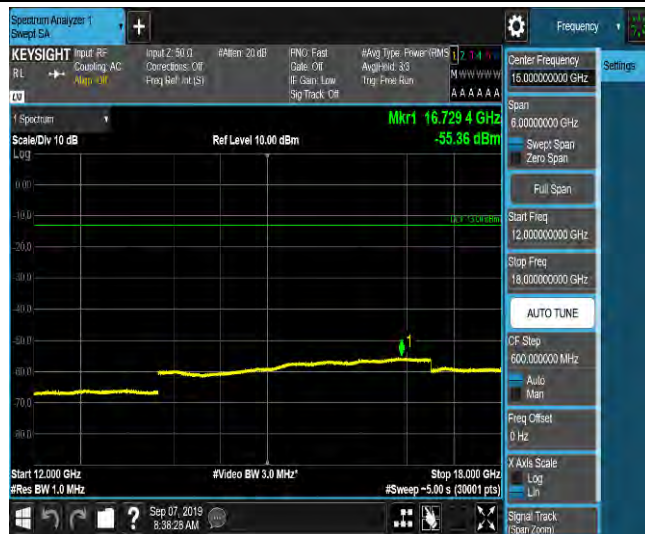 Spectrum Analyzer 1
Swept SA
+
Frequency
KEYSIGHT
RL
Input: RF
Coupling: AC
Align: Off
Input Z: 50 Ω
Corrections: Off
Freq Ref: Int (S)
#Atten: 20 dB
PNO: Fast
Gate: Off
IF Gain: Low
Sig Track: Off
#Avg Type: Power (RMS
Avg|Hold: 3/3
Trig: Free Run
1 2 3 4 5 6
M W W W W W
A A A A A A
1 Spectrum
Scale/Div 10 dB
Log
Ref Level 10.00 dBm
Mkr1 16.729 4 GHz
-55.36 dBm
0.00
-10.0
-20.0
-30.0
-40.0
-50.0
-60.0
-70.0
-80.0
1
Start 12.000 GHz
#Res BW 1.0 MHz
#Video BW 3.0 MHz*
Stop 18.000 GHz
#Sweep ~5.00 s (30001 pts)
Sep 07, 2019
8:38:28 AM
Settings
Center Frequency
15.000000000 GHz
Span
6.00000000 GHz
Swept Span
Zero Span
Full Span
Start Freq
12.000000000 GHz
Stop Freq
18.000000000 GHz
AUTO TUNE
CF Step
600.000000 MHz
Auto
Man
Freq Offset
0 Hz
X Axis Scale
Log
Lin
Signal Track
(Span Zoom)